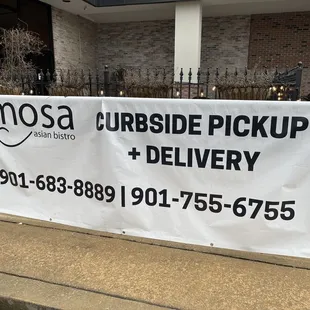 mosa
asian bistro
CURBSIDE PICKUP
+ DELIVERY
901-683-8889 | 901-755-6755